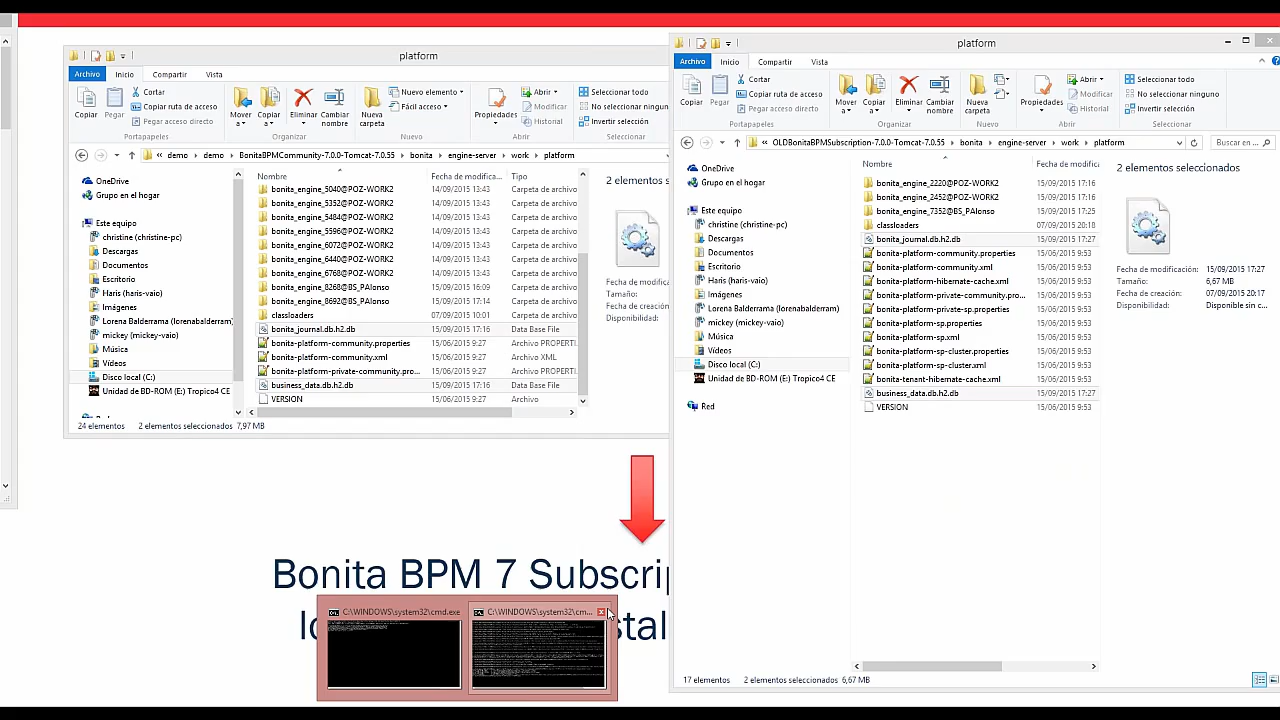 platform
Archivo Inicio Compartir Vista
Copiar
Pegar
Cortar
Copiar ruta de acceso
Pegar acceso directo
Portapapeles
Mover a
Copiar a
Eliminar
Cambiar nombre
Organizar
Nueva carpeta
Nuevo elemento
Fácil acceso
Nuevo
Propiedades
Abrir
Modificar
Historial
Abrir
Seleccionar todo
No seleccionar ningun
Invertir selección
Seleccionar
demo demo BonitaBPMCommunity-7.0.0-Tomcat-7.0.55 bonita engine-server work platform
OneDrive
Grupo en el hogar
Este equipo
christine (christine-pc)
Descargas
Documentos
Escritorio
Haris (haris-vaio)
Imágenes
Lorena Balderrama (lorenabalderram)
mickey (mickey-vaio)
Música
Vídeos
Disco local (C:)
Unidad de BD-ROM (E:) Tropico4 CE
Nombre Fecha de modifica... Tipo
bonita_engine_5040@POZ-WORK2 14/09/2015 13:43 Carpeta de archivo
bonita_engine_5352@POZ-WORK2 14/09/2015 13:43 Carpeta de archivo
bonita_engine_5484@POZ-WORK2 14/09/2015 13:43 Carpeta de archivo
bonita_engine_5596@POZ-WORK2 14/09/2015 13:43 Carpeta de archivo
bonita_engine_6072@POZ-WORK2 14/09/2015 13:43 Carpeta de archivo
bonita_engine_6440@POZ-WORK2 14/09/2015 13:43 Carpeta de archivo
bonita_engine_6768@POZ-WORK2 14/09/2015 13:43 Carpeta de archivo
bonita_engine_8268@BS_PAlonso 15/09/2015 16:09 Carpeta de archivo
bonita_engine_8692@BS_PAlonso 15/09/2015 17:14 Carpeta de archivo
classloaders 07/09/2015 10:01 Carpeta de archivo
bonita_journal.db.h2.db 15/09/2015 17:16 Data Base File
bonita-platform-community.properties 15/06/2015 9:27 Archivo PROPERTI
bonita-platform-community.xml 15/06/2015 9:27 Archivo XML
bonita-platform-private-community.pro... 15/06/2015 9:27 Archivo PROPERTI
business_data.db.h2.db 15/09/2015 17:16 Data Base File
VERSION 15/06/2015 9:27 Archivo
2 elementos s
Fecha de modifica
Tamaño:
Fecha de creación:
Disponibilidad:
24 elementos 2 elementos seleccionados 7,97 MB
platform
Archivo Inicio Compartir Vista
Copiar
Pegar
Cortar
Copiar ruta de acceso
Pegar acceso directo
Portapapeles
Mover a
Copiar a
Eliminar
Cambiar nombre
Organizar
Nueva carpeta
Nuevo
Propiedades
Abrir
Modificar
Historial
Abrir
Seleccionar todo
No seleccionar ninguno
Invertir selección
Seleccionar
OLDBonitaBPMSubscription-7.0.0-Tomcat-7.0.55 bonita engine-server work platform
Buscar en ...
OneDrive
Grupo en el hogar
Este equipo
christine (christine-pc)
Descargas
Documentos
Escritorio
Haris (haris-vaio)
Imágenes
Lorena Balderrama (lorenabalderram)
mickey (mickey-vaio)
Música
Vídeos
Disco local (C:)
Unidad de BD-ROM (E:) Tropico4 CE
Red
Nombre Fecha de modifica
bonita_engine_2220@POZ-WORK2 15/09/2015 17:16
bonita_engine_2452@POZ-WORK2 15/09/2015 17:16
bonita_engine_7352@BS_PAlonso 15/09/2015 17:25
classloaders 07/09/2015 20:18
bonita_journal.db.h2.db 15/09/2015 17:27
bonita-platform-community.properties 15/06/2015 9:53
bonita-platform-community.xml 15/06/2015 9:53
bonita-platform-hibernate-cache.xml 15/06/2015 9:53
bonita-platform-private-community.pro... 15/06/2015 9:53
bonita-platform-private-sp.properties 15/06/2015 9:53
bonita-platform-sp.properties 15/06/2015 9:53
bonita-platform-sp.xml 15/06/2015 9:53
bonita-platform-sp-cluster.properties 15/06/2015 9:53
bonita-platform-sp-cluster.xml 15/06/2015 9:53
bonita-tenant-hibernate-cache.xml 15/06/2015 9:53
business_data.db.h2.db 15/09/2015 17:27
VERSION 15/06/2015 9:53
2 elementos seleccionados
Fecha de modificación: 15/09/2015 17:27
Tamaño: 6,67 MB
Fecha de creación: 07/09/2015 20:17
Disponibilidad: Disponible sin c...
17 elementos 2 elementos seleccionados 6,67 MB
Bonita BPM 7 Subscrip
C:\WINDOWS\system32\cmd.exe
C:\WINDOWS\system32\cm...
stal